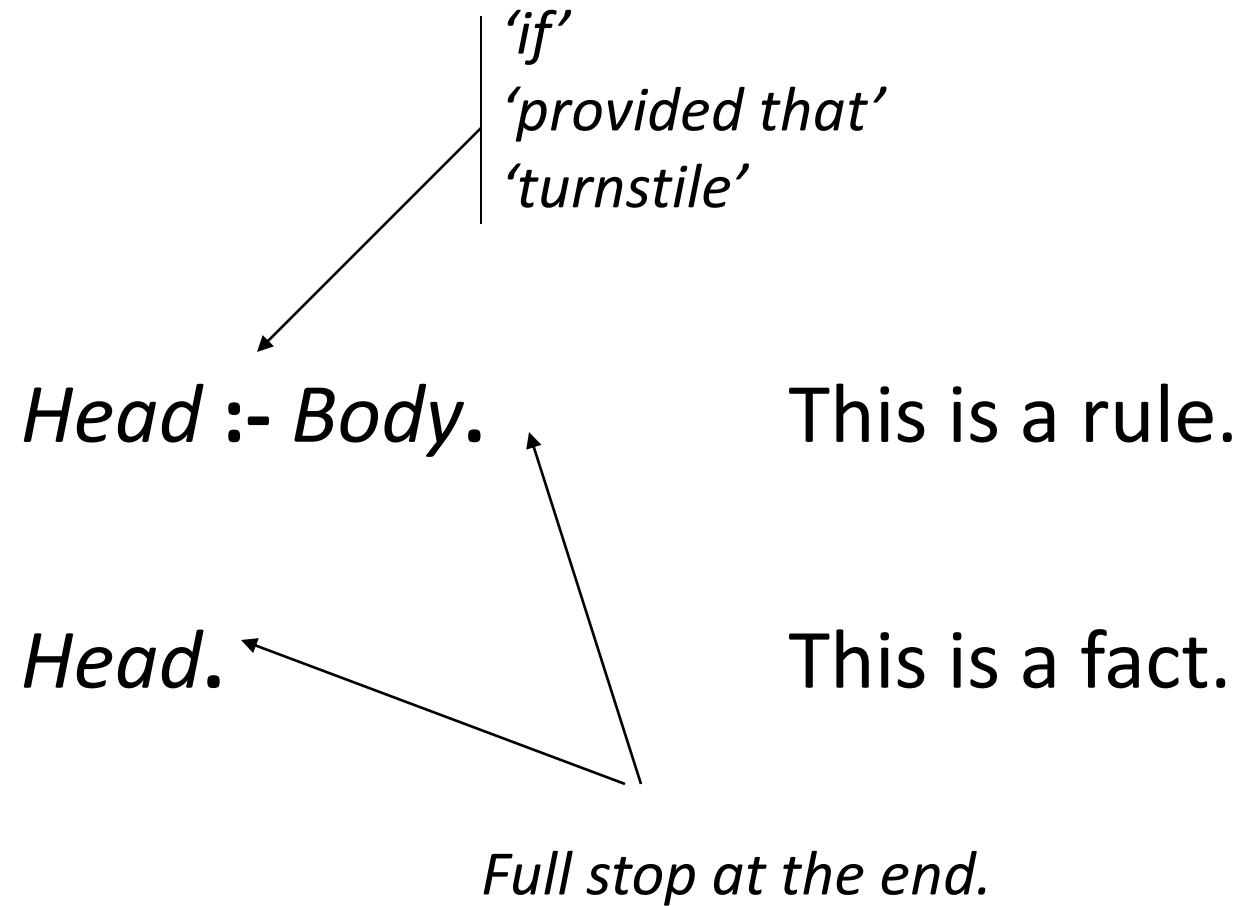 ‘if’
‘provided that’
‘turnstile’
Head :- Body. This is a rule.
Head. This is a fact.
Full stop at the end.